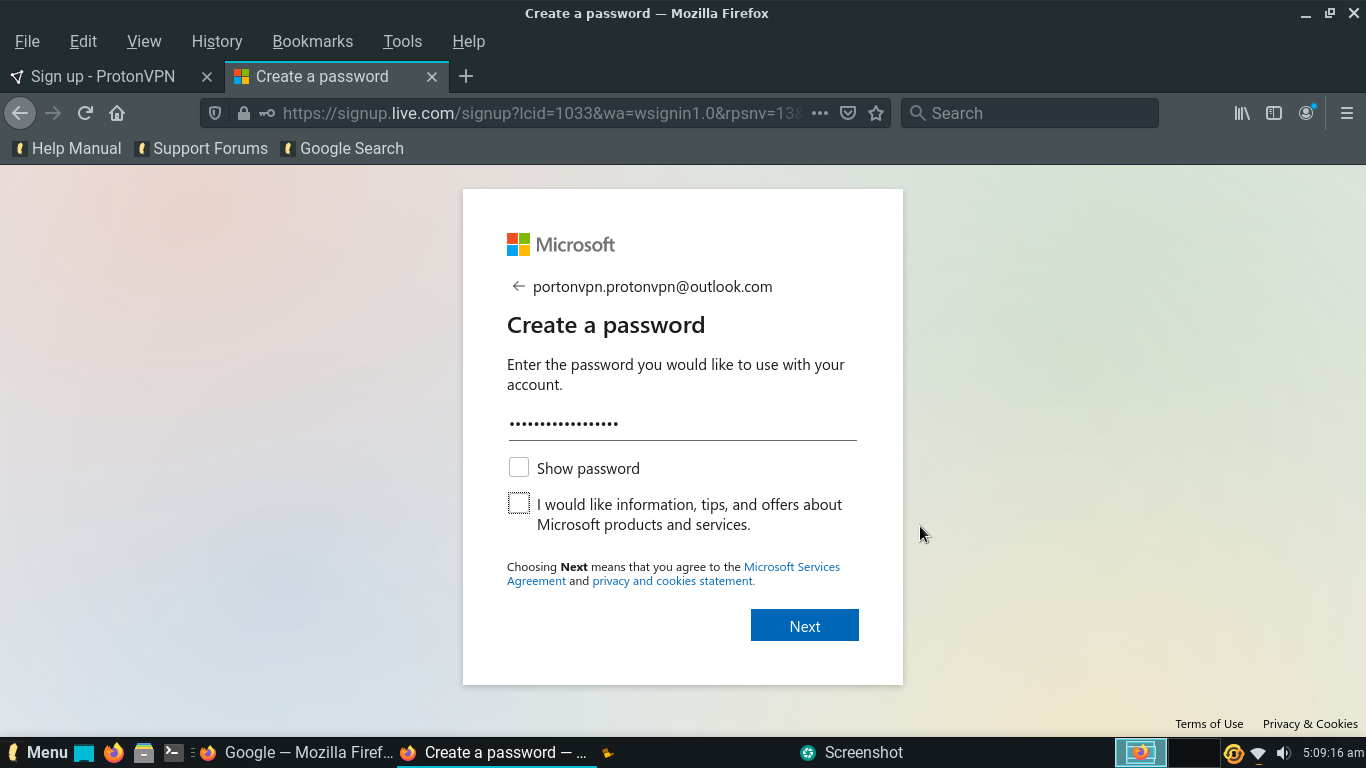 Create a password — Mozilla Firefox
File Edit View History Bookmarks Tools Help
Sign up - ProtonVPN
Create a password
https://signup.live.com/signup?lcid=1033&wa=wsignin1.0&rpsnv=138
Search
Help Manual Support Forums Google Search
Microsoft
portonvpn.protonvpn@outlook.com
Create a password
Enter the password you would like to use with your
account.
••••••••••••••••••
Show password
I would like information, tips, and offers about
Microsoft products and services.
Choosing Next means that you agree to the Microsoft Services
Agreement and privacy and cookies statement.
Next
Terms of Use Privacy & Cookies
Menu Google — Mozilla Firef... Create a password — ... Screenshot 5:09:16 am